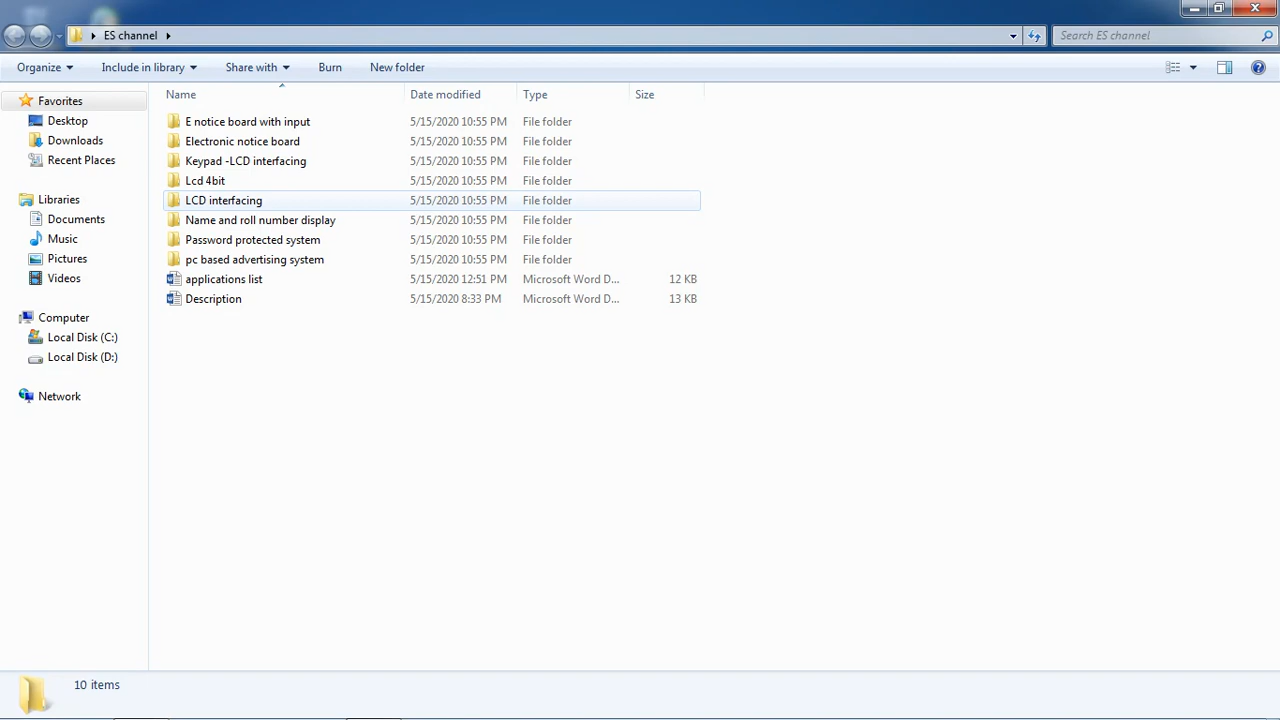 ES channel
Search ES channel
Organize Include in library Share with Burn New folder
Name Date modified Type Size
Favorites
Desktop
Downloads
Recent Places
Libraries
Documents
Music
Pictures
Videos
Computer
Local Disk (C:)
Local Disk (D:)
Network
E notice board with input 5/15/2020 10:55 PM File folder
Electronic notice board 5/15/2020 10:55 PM File folder
Keypad -LCD interfacing 5/15/2020 10:55 PM File folder
Lcd 4bit 5/15/2020 10:55 PM File folder
LCD interfacing 5/15/2020 10:55 PM File folder
Name and roll number display 5/15/2020 10:55 PM File folder
Password protected system 5/15/2020 10:55 PM File folder
pc based advertising system 5/15/2020 10:55 PM File folder
applications list 5/15/2020 12:51 PM Microsoft Word D... 12 KB
Description 5/15/2020 8:33 PM Microsoft Word D... 13 KB
10 items